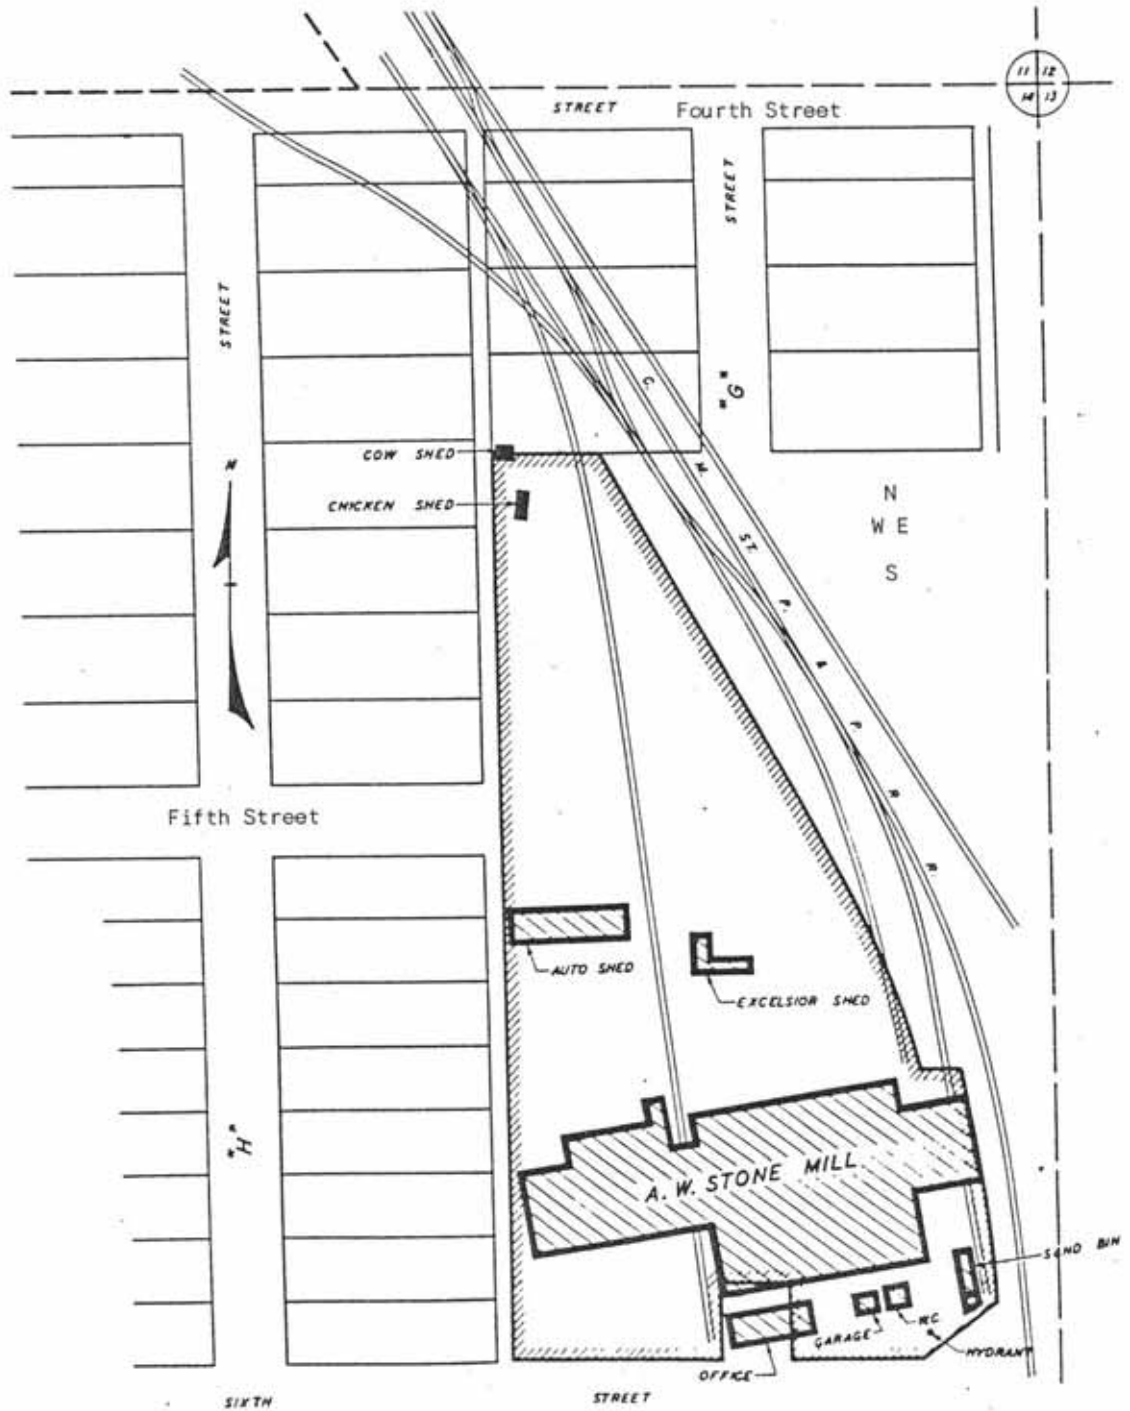 11 12
14 13
STREET Fourth Street
STREET
STREET
"G"
C. M. ST. P. & P. R. R.
COW SHED
CHICKEN SHED
N
N
W E
S
Fifth Street
AUTO SHED
EXCELSIOR SHED
"H"
A. W. STONE MILL
SAND BIN
W.C.
GARAGE
HYDRANT
OFFICE
SIXTH STREET